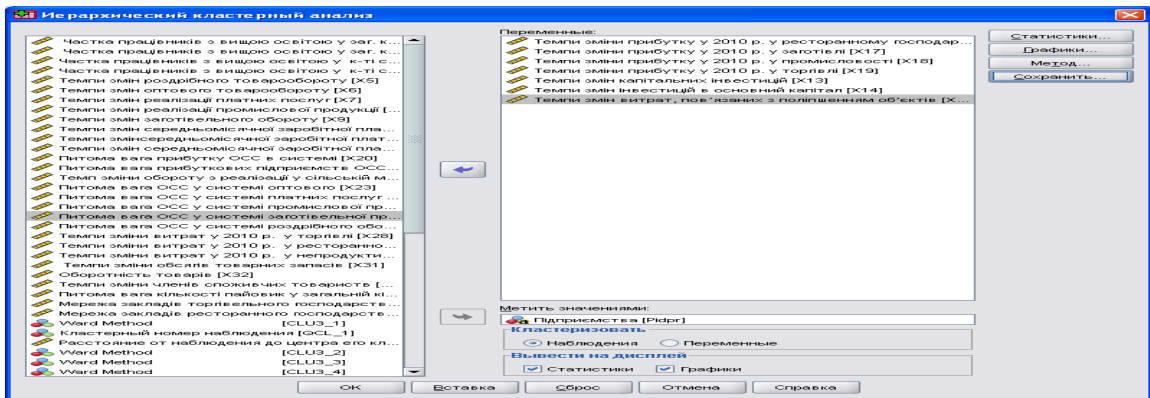 Иерархический кластерный анализ
Частка працівників з вищою освітою у заг. к...
Частка працівників з вищою освітою у заг. к...
Частка працівників з вищою освітою у к-ті с...
Частка працівників з вищою освітою у к-ті с...
Темпи змін роздрібного товарообороту [X5]
Темпи змін оптового товарообороту [X6]
Темпи змін реалізації платних послуг [X7]
Темпи змін реалізації промислової продукції [...
Темпи змін заготівельного обороту [X9]
Темпи змін середньомісячної заробітної пла...
Темпи змінсередньомісячної заробітної плат...
Темпи змін середньомісячної заробітної пла...
Питома вага прибутку ОСС в системі [X20]
Питома вага прибуткових підприємств ОСС...
Темп зміни обороту з реалізації у сільській м...
Питома вага ОСС у системі оптового [X23]
Питома вага ОСС у системі платних послуг ...
Питома вага ОСС у системі промислової пр...
Питома вага ОСС у системі заготівельної пр...
Питома вага ОСС у системі роздрібного обо...
Темпи зміни витрат у 2010 р. у торгівлі [X28]
Темпи зміни витрат у 2010 р. у ресторанно...
Темпи зміни витрат у 2010 р. у непродукти...
Темпи зміни обсягів товарних запасів [X31]
Оборотність товарів [X32]
Темпи зміни членів споживчих товариств [...
Питома вага кількості пайовик у загальній кі...
Мережа закладів торгівельного господарств...
Мережа закладів ресторанного господарств...
Ward Method [CLU3_1]
Кластерный номер наблюдения [QCL_1]
Расстояние от наблюдения до центра его кл...
Ward Method [CLU3_2]
Ward Method [CLU3_3]
Ward Method [CLU3_4]
Переменные:
Темпи зміни прибутку у 2010 р. у ресторанному господар...
Темпи зміни прибутку у 2010 р. у заготівлі [X17]
Темпи зміни прибутку у 2010 р. у промисловості [X18]
Темпи зміни прибутку у 2010 р. у торгівлі [X19]
Темпи змін капітальних інвестицій [X13]
Темпи змін інвестицій в основний капітал [X14]
Темпи змін витрат, пов'язаних з поліпшенням об'єктів [X...
Метить значениями:
Підприємства [Pidpr]
Кластеризовать
Наблюдения Переменные
Вывести на дисплей
Статистики Графики
Статистики...
Графики...
Метод...
Сохранить...
OK Вставка Сброс Отмена Справка